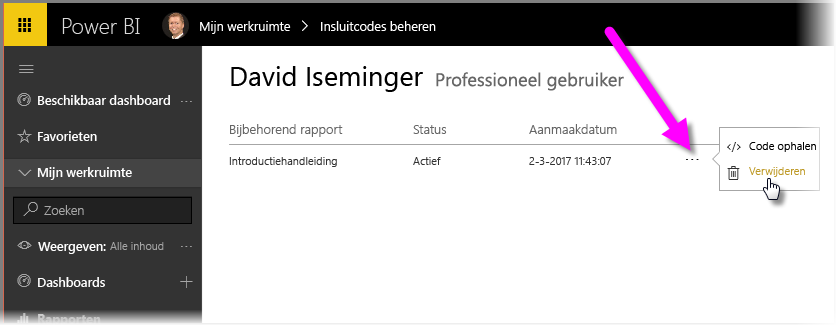 Power BI Mijn werkruimte > Insluitcodes beheren
David Iseminger Professioneel gebruiker
Beschikbaar dashboard ...
Favorieten
Mijn werkruimte
Zoeken
Weergeven: Alle inhoud ...
Dashboards +
Rapporten
Bijbehorend rapport Status Aanmaakdatum
Introductiehandleiding Actief 2-3-2017 11:43:07 ...
</> Code ophalen
Verwijderen